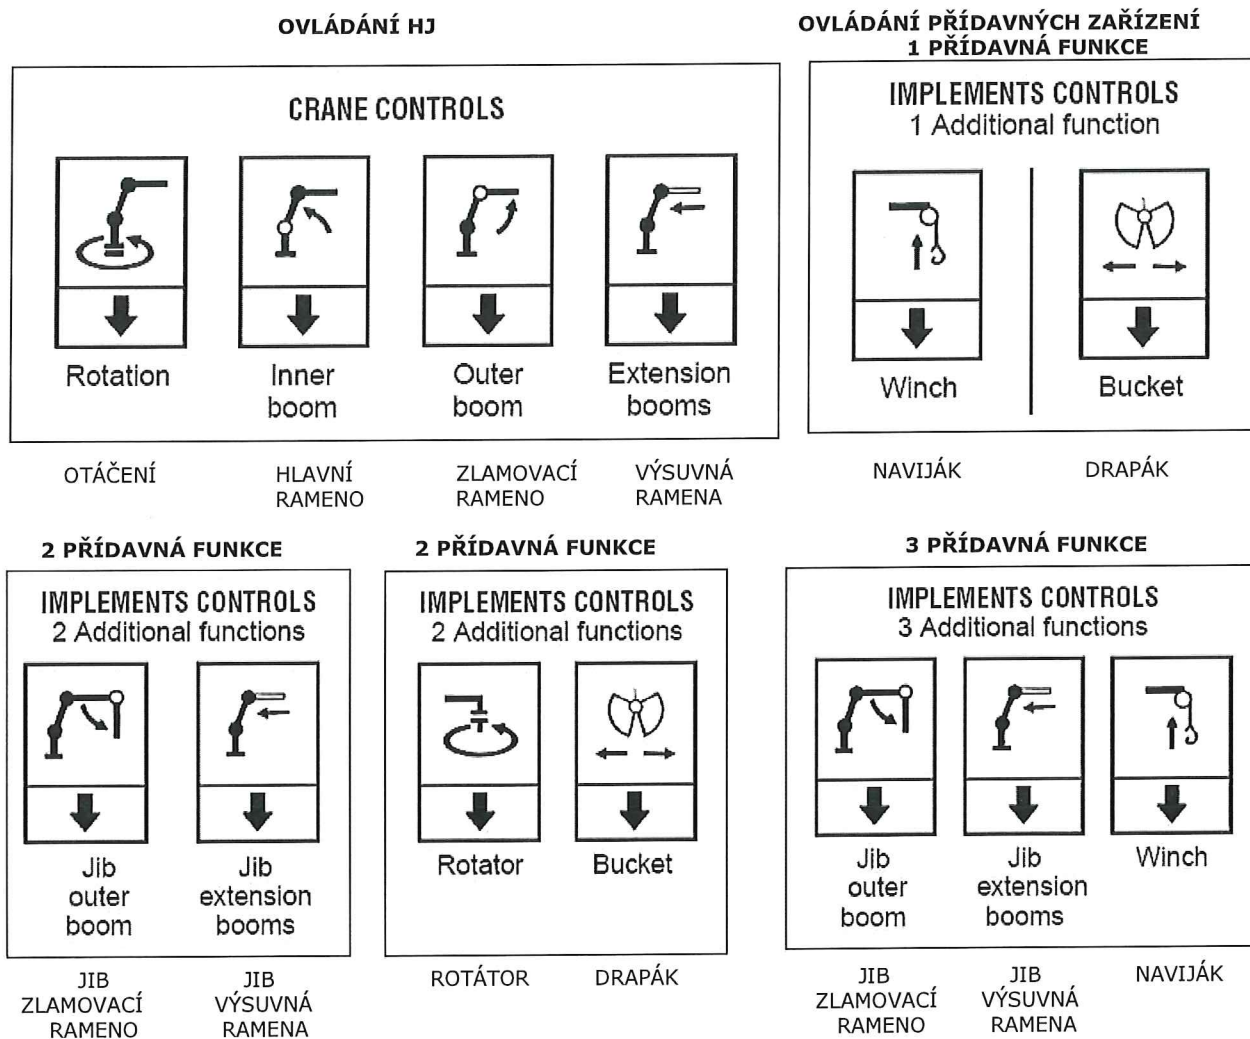 OVLÁDÁNÍ HJ
CRANE CONTROLS
Rotation
Inner
boom
Outer
boom
Extension
booms
OTÁČENÍ
HLAVNÍ
RAMENO
ZLAMOVACÍ
RAMENO
VÝSUVNÁ
RAMENA
OVLÁDÁNÍ PŘÍDAVNÝCH ZAŘÍZENÍ
1 PŘÍDAVNÁ FUNKCE
IMPLEMENTS CONTROLS
1 Additional function
Winch
Bucket
NAVIJÁK
DRAPÁK
2 PŘÍDAVNÁ FUNKCE
IMPLEMENTS CONTROLS
2 Additional functions
Jib
outer
boom
Jib
extension
booms
JIB
ZLAMOVACÍ
RAMENO
JIB
VÝSUVNÁ
RAMENA
2 PŘÍDAVNÁ FUNKCE
IMPLEMENTS CONTROLS
2 Additional functions
Rotator
Bucket
ROTÁTOR
DRAPÁK
3 PŘÍDAVNÁ FUNKCE
IMPLEMENTS CONTROLS
3 Additional functions
Jib
outer
boom
Jib
extension
booms
Winch
JIB
ZLAMOVACÍ
RAMENO
JIB
VÝSUVNÁ
RAMENA
NAVIJÁK